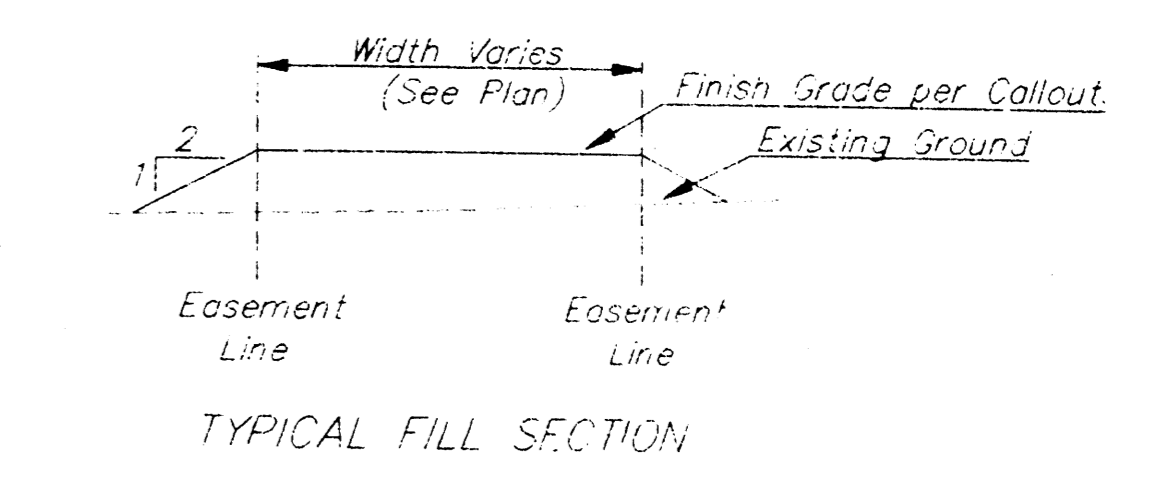 Width Varies
(See Plan)
Finish Grade per Callout.
Existing Ground
2
1
Easement
Line
Easement
Line
TYPICAL FILL SECTION